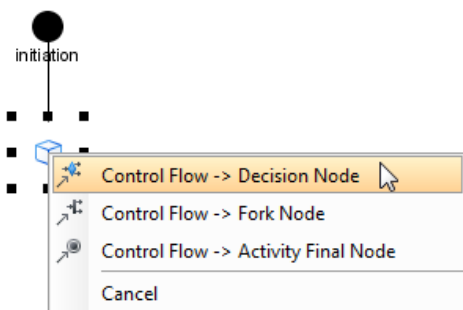 initiation
Control Flow -> Decision Node
Control Flow -> Fork Node
Control Flow -> Activity Final Node
Cancel